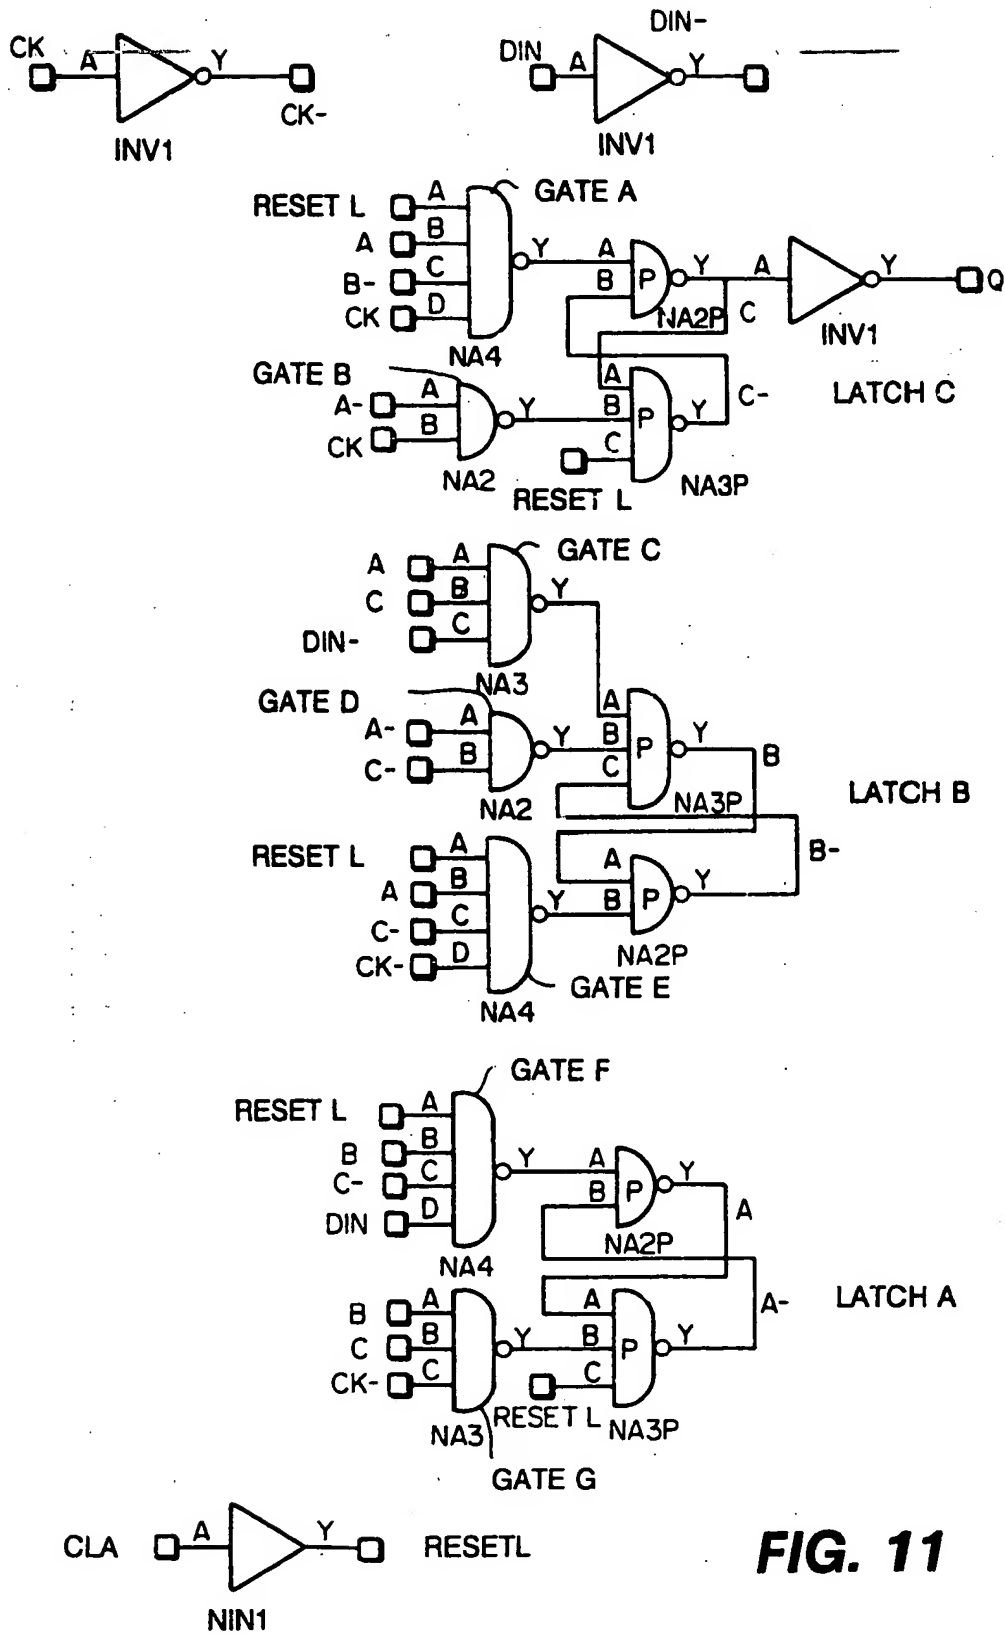 CK A Y CK-
INV1
DIN A DIN- Y
INV1
RESET L A GATE A
A B
B- C
CK D
Y
NA4
A
B
P
Y
NA2P
A
C
Y
Q
INV1
LATCH C
GATE B
A- A
CK B
Y
NA2
A
B
C
P
Y
C-
RESET L
NA3P
A A GATE C
C B
DIN- C
Y
NA3
GATE D
A- A
C- B
Y
NA2
A
B
C
P
Y
B
NA3P
LATCH B
RESET L A
A B
C- C
CK- D
Y
NA4
GATE E
A
B
P
Y
B-
NA2P
GATE F
RESET L A
B B
C- C
DIN D
Y
NA4
A
B
P
Y
A
NA2P
B A
C B
CK- C
Y
NA3
GATE G
A
B
C
P
Y
A-
RESET L
NA3P
LATCH A
CLA A Y RESETL
NIN1
FIG. 11